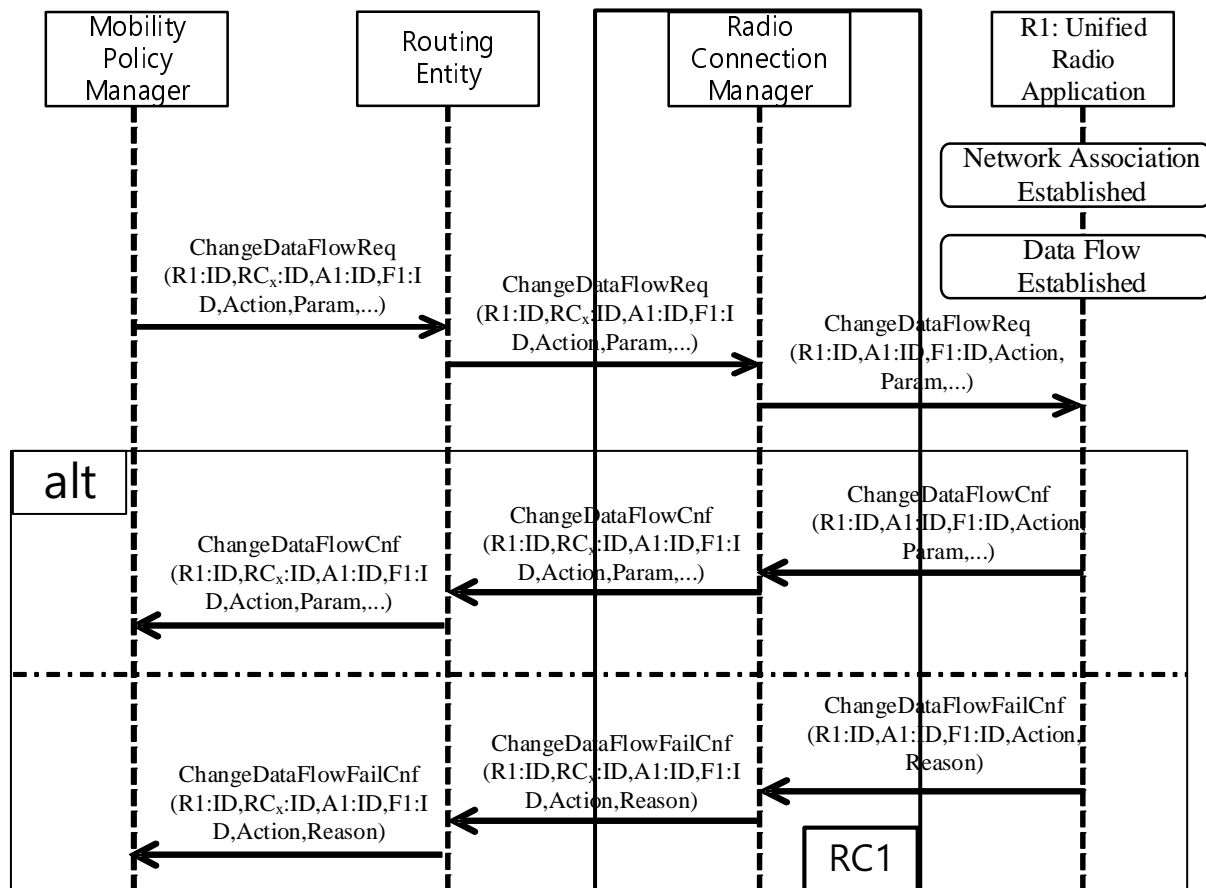 Mobility
Policy
Manager
Routing
Entity
Radio
Connection
Manager
R1: Unified
Radio
Application
Network Association
Established
Data Flow
Established
ChangeDataFlowReq
(R1:ID,RCx:ID,A1:ID,F1:I
D,Action,Param,...)
ChangeDataFlowReq
(R1:ID,RCx:ID,A1:ID,F1:I
D,Action,Param,...)
ChangeDataFlowReq
(R1:ID,A1:ID,F1:ID,Action,
Param,...)
alt
ChangeDataFlowCnf
(R1:ID,A1:ID,F1:ID,Action,
Param,...)
ChangeDataFlowCnf
(R1:ID,RCx:ID,A1:ID,F1:I
D,Action,Param,...)
ChangeDataFlowCnf
(R1:ID,RCx:ID,A1:ID,F1:I
D,Action,Param,...)
ChangeDataFlowFailCnf
(R1:ID,A1:ID,F1:ID,Action,
Reason)
ChangeDataFlowFailCnf
(R1:ID,RCx:ID,A1:ID,F1:I
D,Action,Reason)
ChangeDataFlowFailCnf
(R1:ID,RCx:ID,A1:ID,F1:I
D,Action,Reason)
RC1